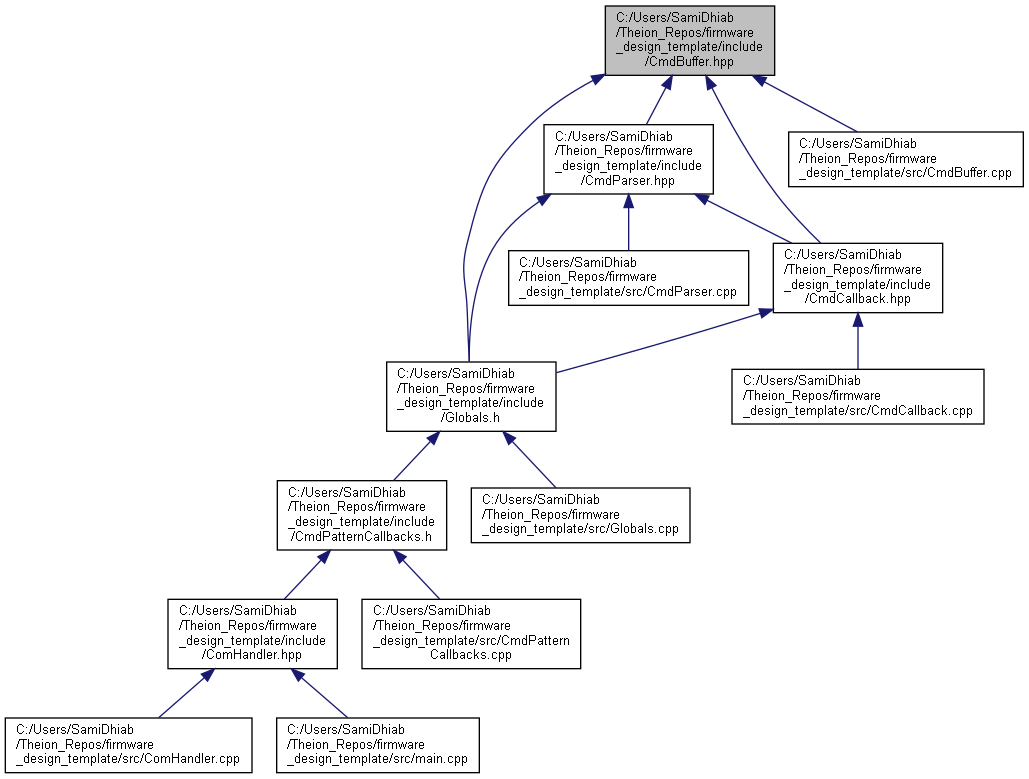 C:/Users/SamiDhiab
/Theion_Repos/firmware
_design_template/include
/CmdBuffer.hpp
C:/Users/SamiDhiab
/Theion_Repos/firmware
_design_template/include
/CmdParser.hpp
C:/Users/SamiDhiab
/Theion_Repos/firmware
_design_template/src/CmdBuffer.cpp
C:/Users/SamiDhiab
/Theion_Repos/firmware
_design_template/src/CmdParser.cpp
C:/Users/SamiDhiab
/Theion_Repos/firmware
_design_template/include
/CmdCallback.hpp
C:/Users/SamiDhiab
/Theion_Repos/firmware
_design_template/include
/Globals.h
C:/Users/SamiDhiab
/Theion_Repos/firmware
_design_template/src/CmdCallback.cpp
C:/Users/SamiDhiab
/Theion_Repos/firmware
_design_template/include
/CmdPatternCallbacks.h
C:/Users/SamiDhiab
/Theion_Repos/firmware
_design_template/src/Globals.cpp
C:/Users/SamiDhiab
/Theion_Repos/firmware
_design_template/include
/ComHandler.hpp
C:/Users/SamiDhiab
/Theion_Repos/firmware
_design_template/src/CmdPattern
Callbacks.cpp
C:/Users/SamiDhiab
/Theion_Repos/firmware
_design_template/src/ComHandler.cpp
C:/Users/SamiDhiab
/Theion_Repos/firmware
_design_template/src/main.cpp